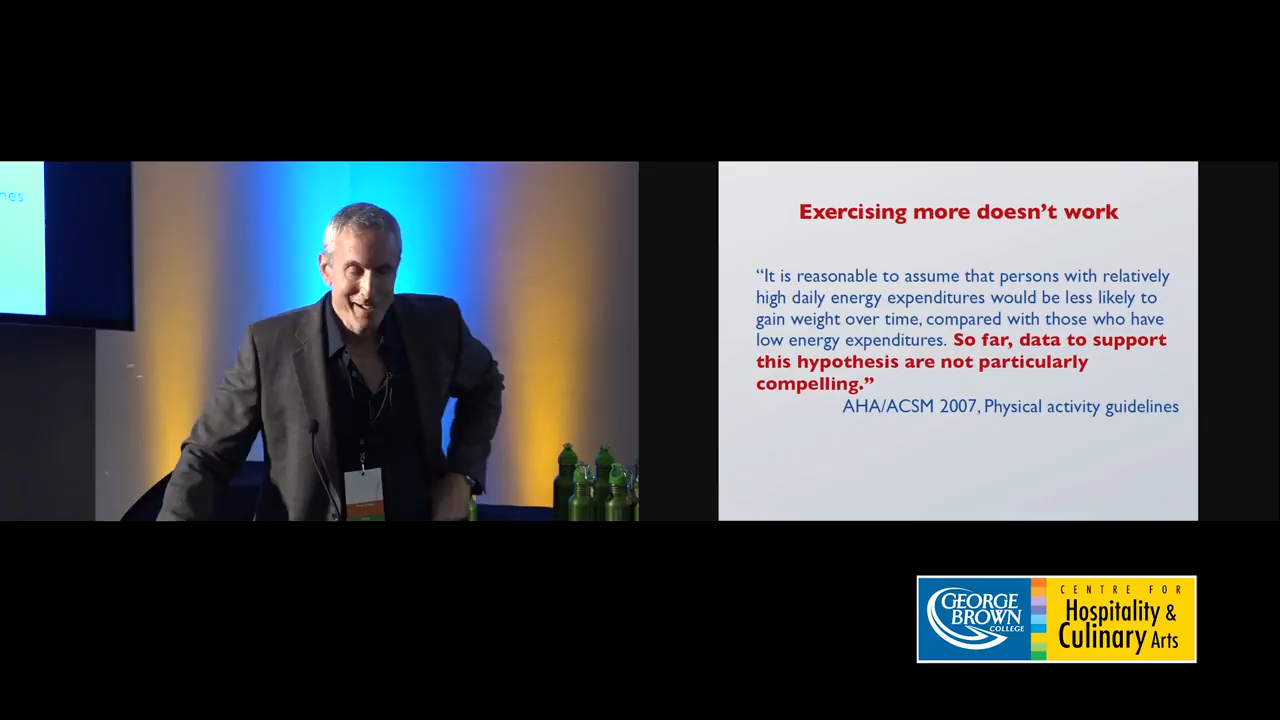 nes
Exercising more doesn’t work
“It is reasonable to assume that persons with relatively
high daily energy expenditures would be less likely to
gain weight over time, compared with those who have
low energy expenditures. So far, data to support
this hypothesis are not particularly
compelling.”
AHA/ACSM 2007, Physical activity guidelines
GEORGE
BROWN
COLLEGE
CENTRE FOR
Hospitality &
Culinary Arts